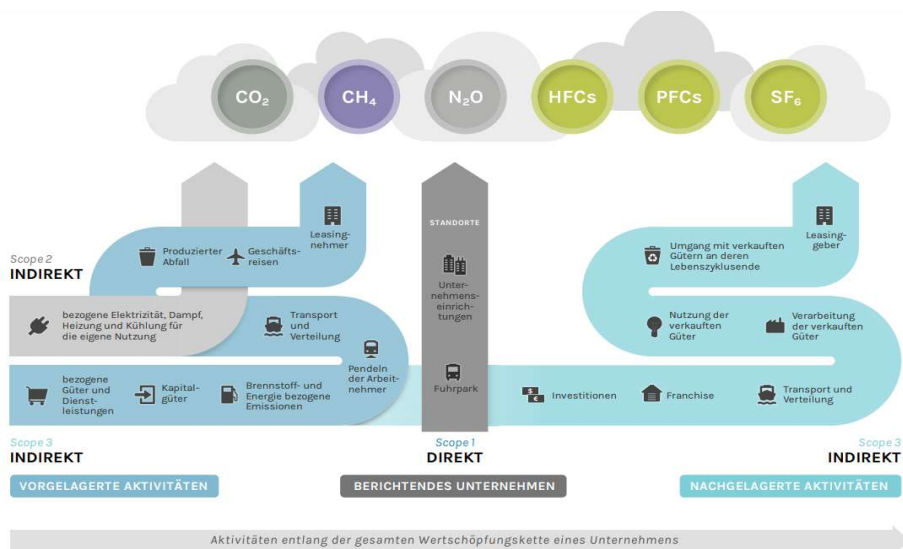 CO₂
CH₄
N₂O
HFCs
PFCs
SF₆
STANDORTE
Leasing-
nehmer
Produzierter
Abfall
Geschäfts-
reisen
Scope 2
INDIREKT
bezogene Elektrizität, Dampf,
Heizung und Kühlung für
die eigene Nutzung
Transport
und
Verteilung
Pendeln
der Arbeit-
nehmer
bezogene
Güter und
Dienst-
leistungen
Kapital-
güter
Brennstoff- und
Energie bezogene
Emissionen
Unter-
nehmens-
einrich-
tungen
Fuhrpark
Leasing-
geber
Umgang mit verkauften
Gütern an deren
Lebenszyklusende
Nutzung der
verkauften
Güter
Verarbeitung
der verkauften
Güter
Investitionen
Franchise
Transport und
Verteilung
Scope 3
INDIREKT
Scope 1
DIREKT
Scope 3
INDIREKT
VORGELAGERTE AKTIVITÄTEN
BERICHTENDES UNTERNEHMEN
NACHGELAGERTE AKTIVITÄTEN
Aktivitäten entlang der gesamten Wertschöpfungskette eines Unternehmens